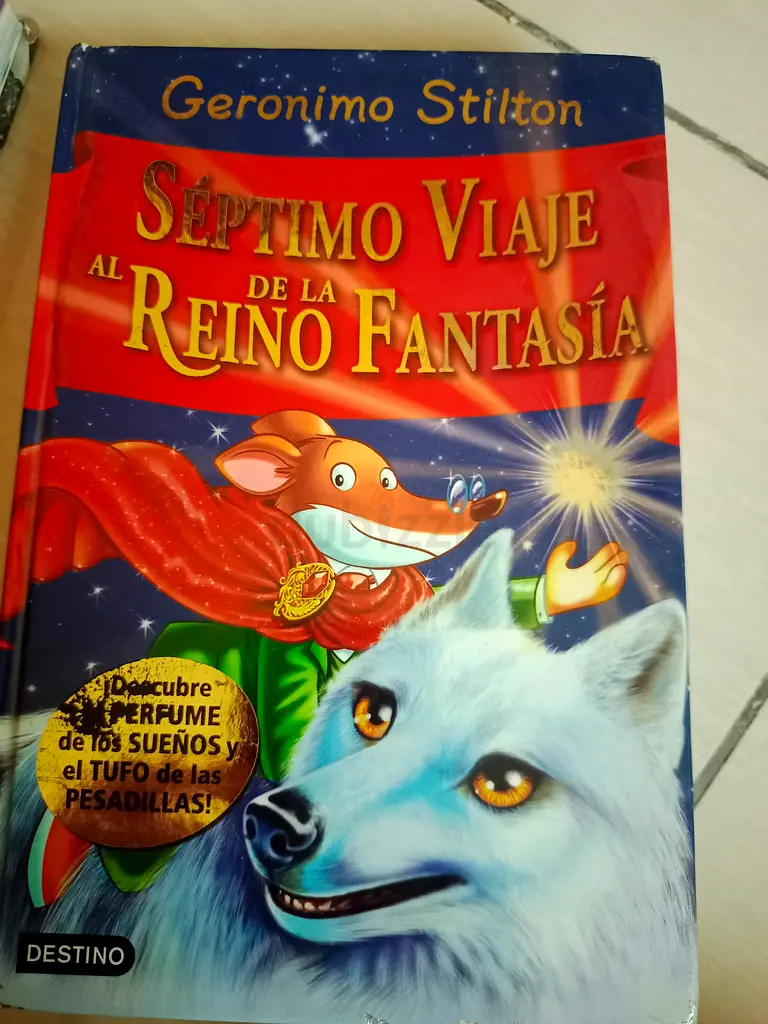 Geronimo Stilton
SÉPTIMO VIAJE
AL REINO DE LA FANTASÍA
¡Descubre
PERFUME
de los SUEÑOS y
el TUFO de las
PESADILLAS!
DESTINO